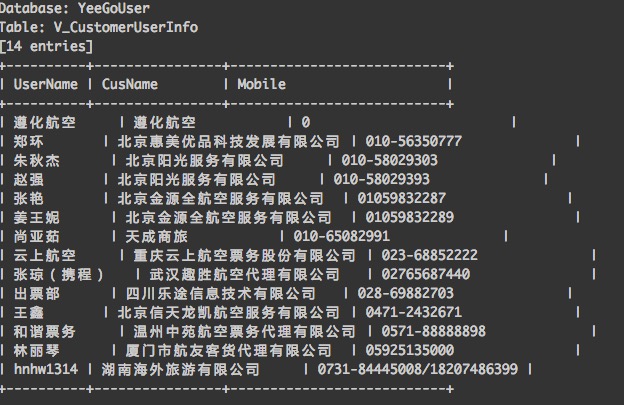 Database: YeeGoUser
Table: V_CustomerUserInfo
[14 entries]
+----------+----------------+---------------------------+
| UserName | CusName | Mobile |
+----------+----------------+---------------------------+
| 遵化航空 | 遵化航空 | 0 |
| 郑环 | 北京惠美优品科技发展有限公司 | 010-56350777 |
| 朱秋杰 | 北京阳光服务有限公司 | 010-58029303 |
| 赵强 | 北京阳光服务有限公司 | 010-58029393 |
| 张艳 | 北京金源全航空服务有限公司 | 01059832287 |
| 姜王妮 | 北京金源全航空服务有限公司 | 01059832289 |
| 尚亚茹 | 天成商旅 | 010-65082991 |
| 云上航空 | 重庆云上航空票务股份有限公司 | 023-68852222 |
| 张琼（携程） | 武汉趣胜航空代理有限公司 | 02765687440 |
| 出票部 | 四川乐途信息技术有限公司 | 028-69882703 |
| 王鑫 | 北京信天龙凯航空服务有限公司 | 0471-2432671 |
| 和谐票务 | 温州中苑航空票务代理有限公司 | 0571-88888898 |
| 林丽琴 | 厦门市航友客货代理有限公司 | 05925135000 |
| hnhw1314 | 湖南海外旅游有限公司 | 0731-84445008/18207486399 |
+----------+----------------+---------------------------+